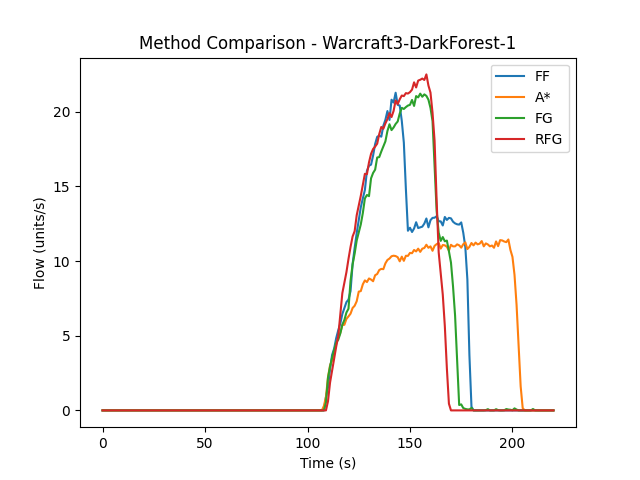 Method Comparison - Warcraft3-DarkForest-1
FF
A*
FG
RFG
Flow (units/s)
20
15
10
5
0
0 50 100 150 200
Time (s)